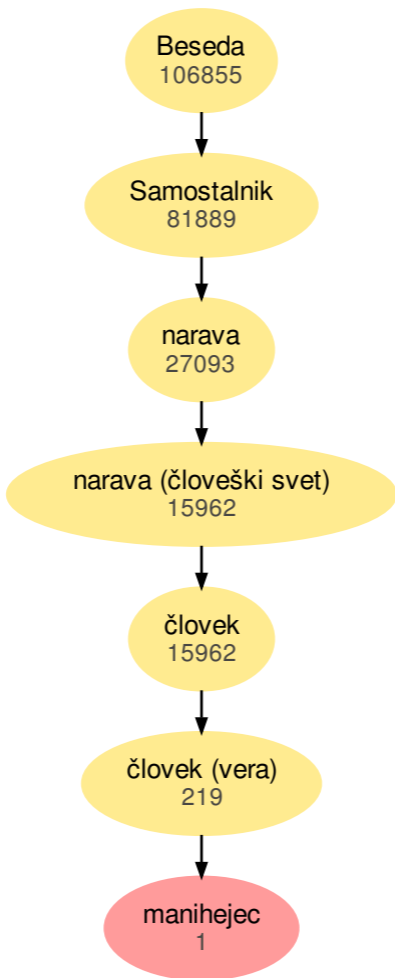 Beseda
106855
Samostalnik
81889
narava
27093
narava (človeški svet)
15962
človek
15962
človek (vera)
219
manihejec
1